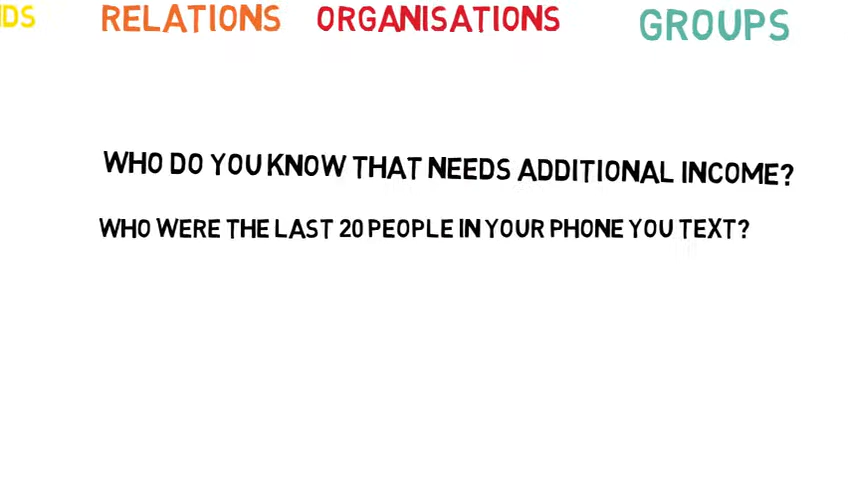 RELATIONS ORGANISATIONS GROUPS
WHO DO YOU KNOW THAT NEEDS ADDITIONAL INCOME?
WHO WERE THE LAST 20 PEOPLE IN YOUR PHONE YOU TEXT?